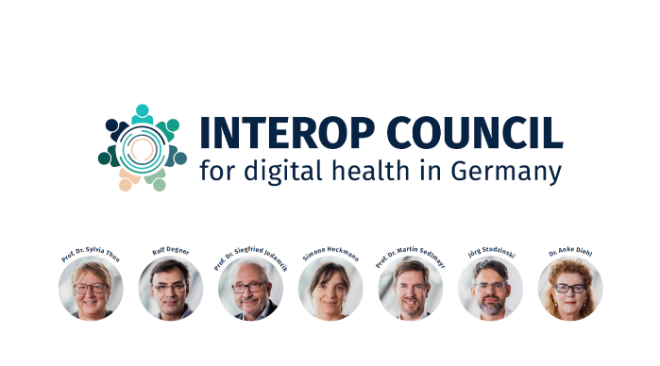 INTEROP COUNCIL
for digital health in Germany
Prof. Dr. Sylvia Thun
Ralf Degner
Prof. Dr. Siegfried Jedamzik
Simone Heckmann
Prof. Dr. Martin Sedlmayr
Jörg Studzinski
Dr. Anke Diehl